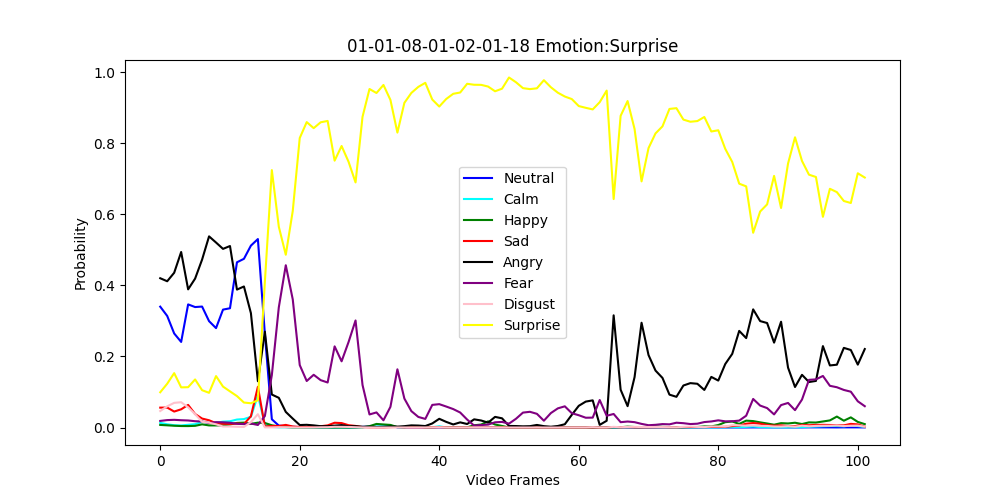 01-01-08-01-02-01-18 Emotion:Surprise
1.0
0.8
0.6
0.4
0.2
0.0
Probability
Neutral
Calm
Happy
Sad
Angry
Fear
Disgust
Surprise
0 20 40 60 80 100
Video Frames